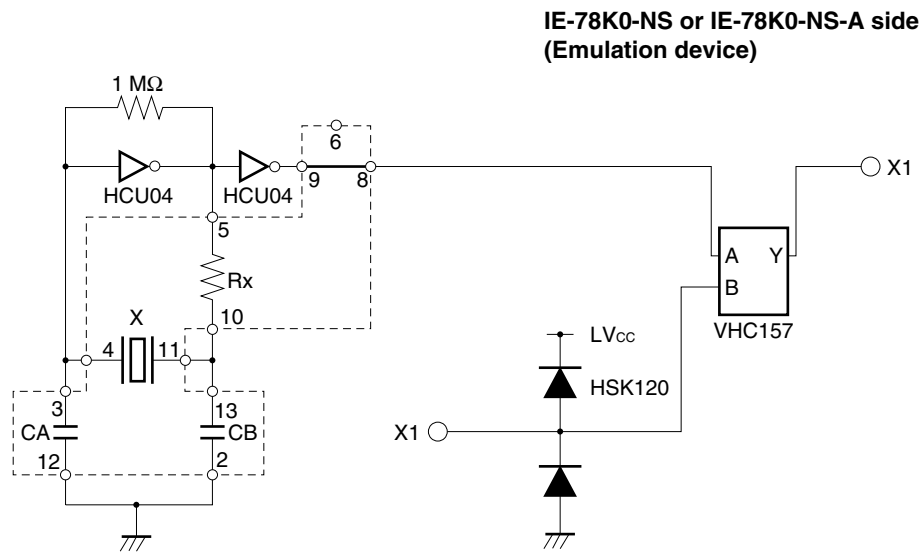 IE-78K0-NS or IE-78K0-NS-A side
(Emulation device)
1 MΩ
6
HCU04
HCU04
9
8
X1
5
A
Y
B
VHC157
Rx
10
X
4
11
LVCC
HSK120
3
13
CA
CB
X1
12
2